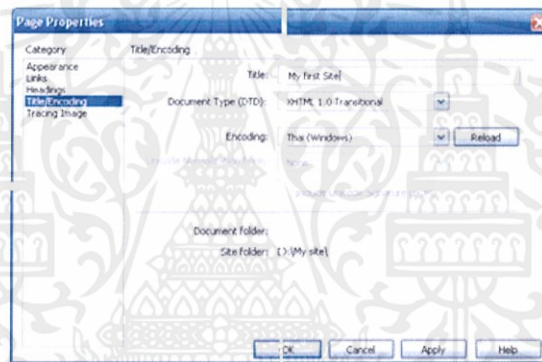 Page Properties
Category
Title/Encoding
Appearance
Links
Headings
Title/Encoding
Tracing Image
Title: My first Site
Document Type (DTD): XHTML 1.0 Transitional
Encoding: Thai (Windows) Reload
None
Document folder:
Site folder: D:\My site\
OK Cancel Apply Help